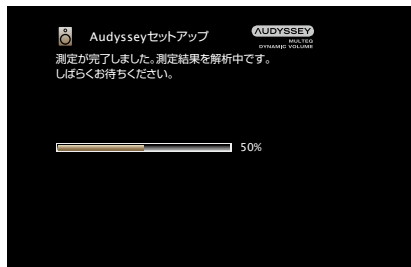 Audysseyセットアップ
AUDYSSEY
MULTEQ
DYNAMIC VOLUME
測定が完了しました。測定結果を解析中です。
しばらくお待ちください。
50%